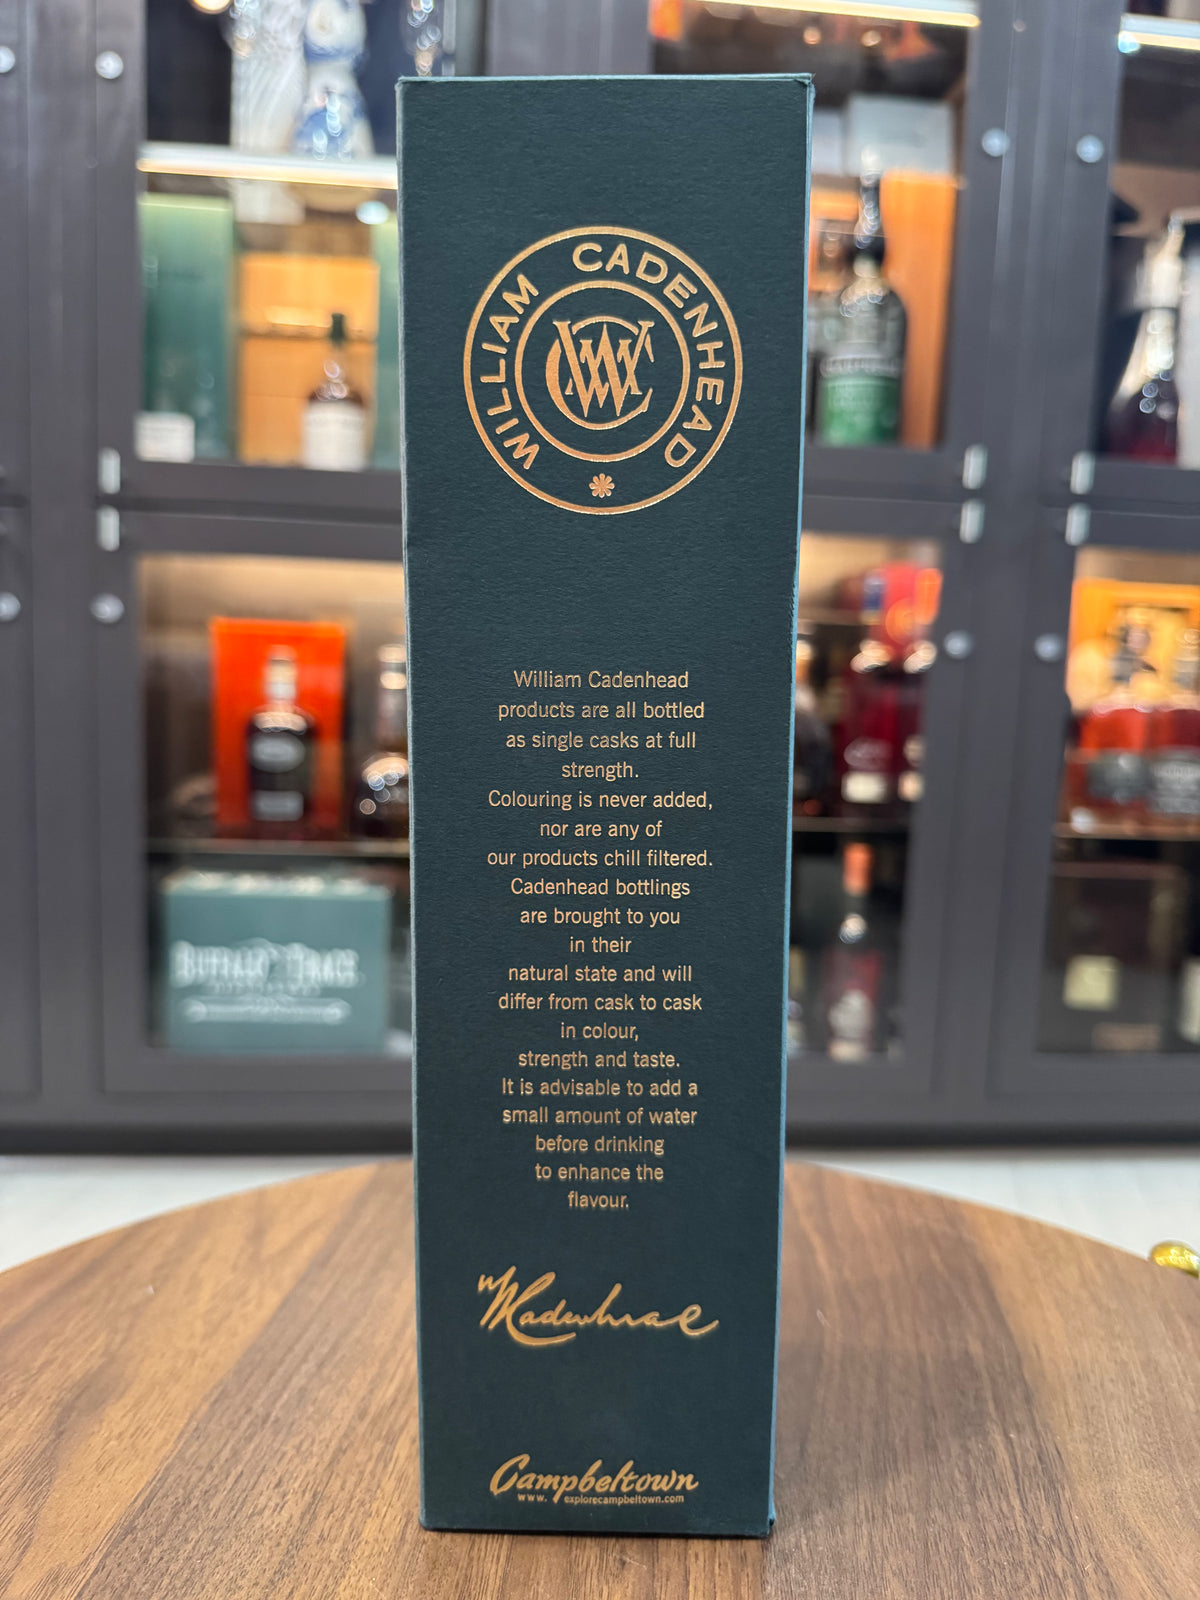 WILLIAM CADENHEAD
WC
William Cadenhead
products are all bottled
as single casks at full
strength.
Colouring is never added,
nor are any of
our products chill filtered.
Cadenhead bottlings
are brought to you
in their
natural state and will
differ from cask to cask
in colour,
strength and taste.
It is advisable to add a
small amount of water
before drinking
to enhance the
flavour.
Campbeltown
www. explorecampbeltown.com
BUFFALO TRACE